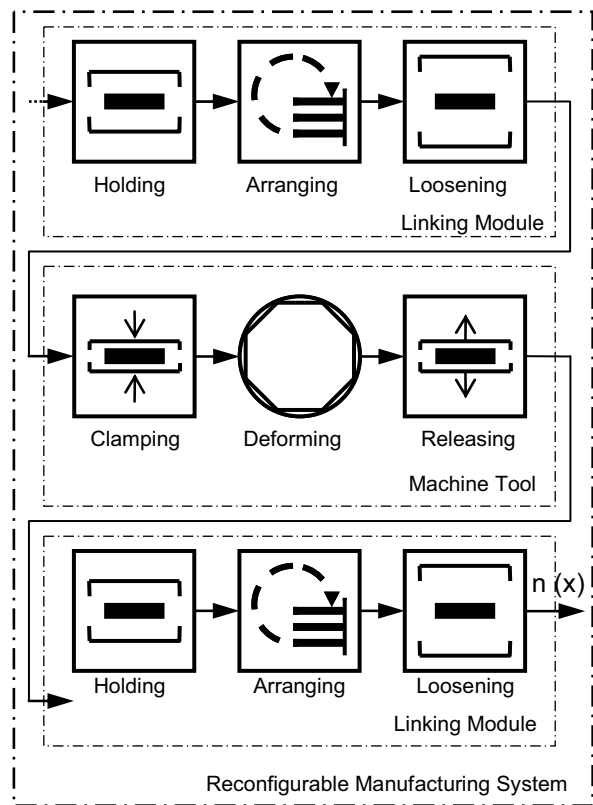 Holding Arranging Loosening
Linking Module
Clamping Deforming Releasing
Machine Tool
n (x)
Holding Arranging Loosening
Linking Module
Reconfigurable Manufacturing System